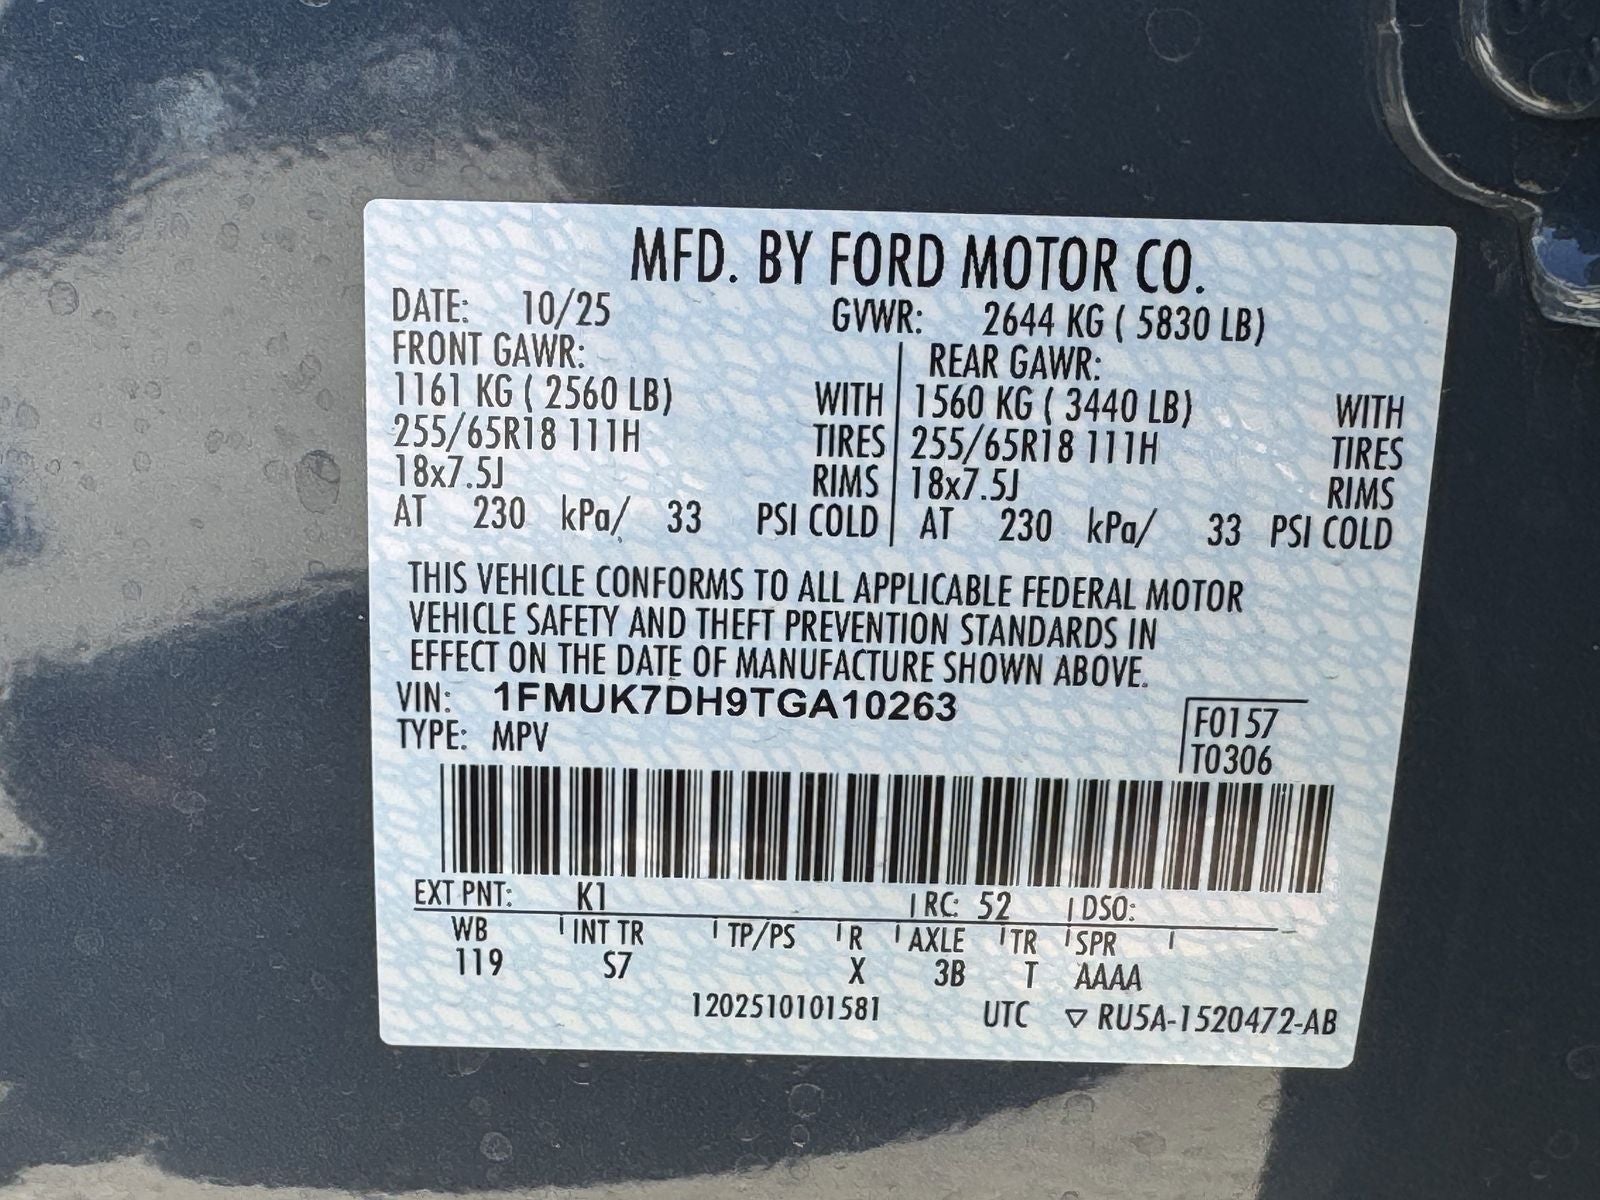 MFD. BY FORD MOTOR CO.
DATE: 10/25 GVWR: 2644 KG ( 5830 LB)
FRONT GAWR: REAR GAWR:
1161 KG ( 2560 LB) WITH 1560 KG ( 3440 LB) WITH
255/65R18 111H TIRES 255/65R18 111H TIRES
18x7.5J RIMS 18x7.5J RIMS
AT 230 kPa/ 33 PSI COLD AT 230 kPa/ 33 PSI COLD
THIS VEHICLE CONFORMS TO ALL APPLICABLE FEDERAL MOTOR
VEHICLE SAFETY AND THEFT PREVENTION STANDARDS IN
EFFECT ON THE DATE OF MANUFACTURE SHOWN ABOVE.
VIN: 1FMUK7DH9TGA10263
F0157
TYPE: MPV
T0306
EXT PNT: K1 RC: 52 DSO:
WB INT TR TP/PS R AXLE TR SPR
119 S7 X 3B T AAAA
1202510101581 UTC ▽ RU5A-1520472-AB